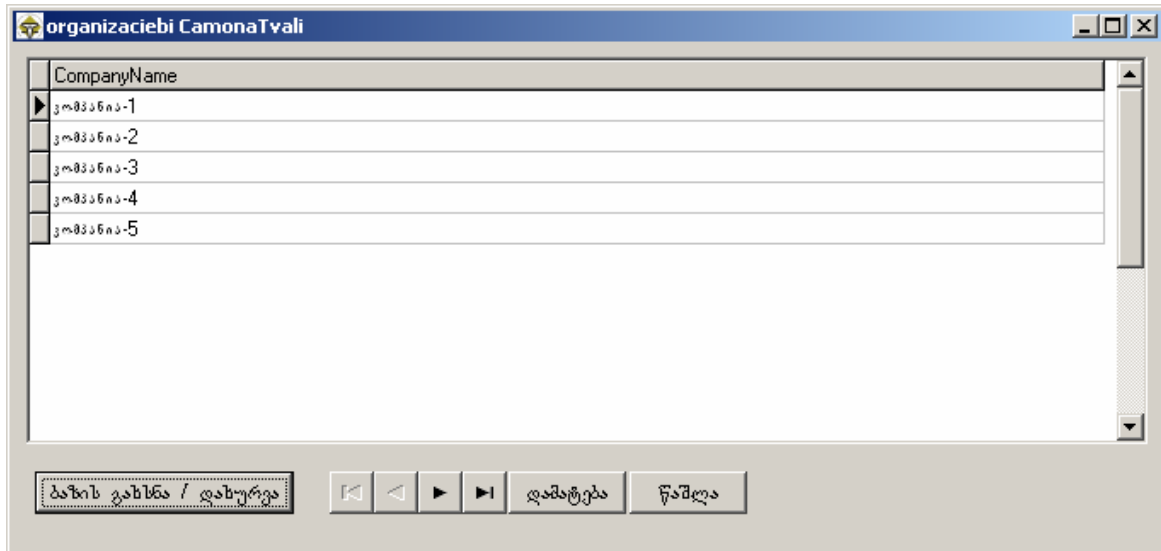 organizaciebi CamonaTvali
CompanyName
კომპანია-1
კომპანია-2
კომპანია-3
კომპანია-4
კომპანია-5
ბაზის გახსნა / დახურვა დამატება წაშლა